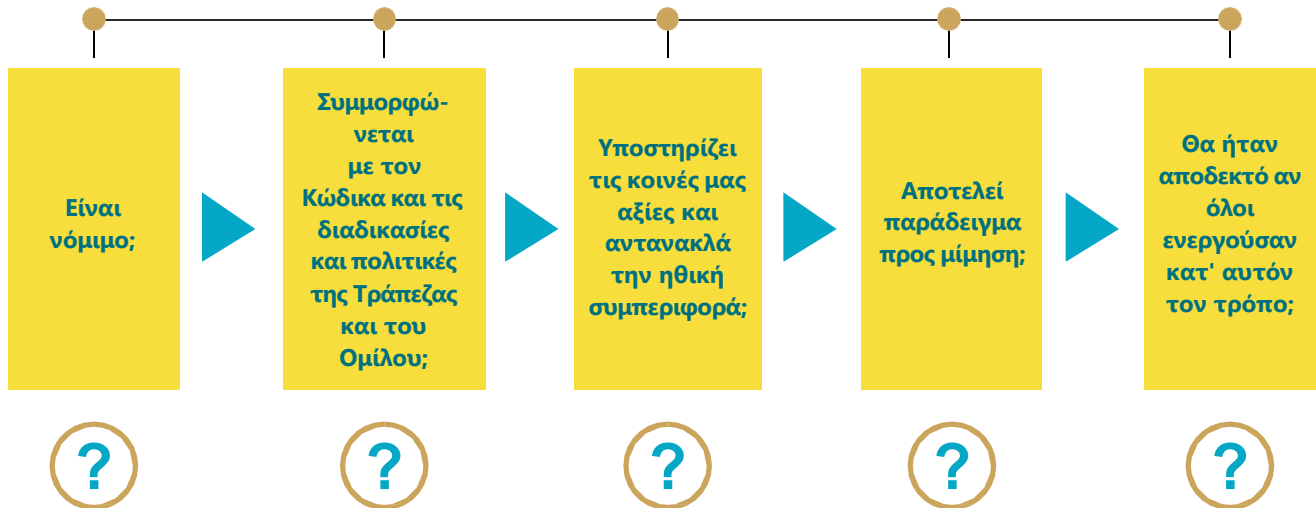 Είναι
νόμιμο;
Συμμορφώ-
νεται
με τον
Κώδικα και τις
διαδικασίες
και πολιτικές
της Τράπεζας
και του
Ομίλου;
Υποστηρίζει
τις κοινές μας
αξίες και
αντανακλά
την ηθική
συμπεριφορά;
Αποτελεί
παράδειγμα
προς μίμηση;
Θα ήταν
αποδεκτό αν
όλοι
ενεργούσαν
κατ' αυτόν
τον τρόπο;
?
?
?
?
?